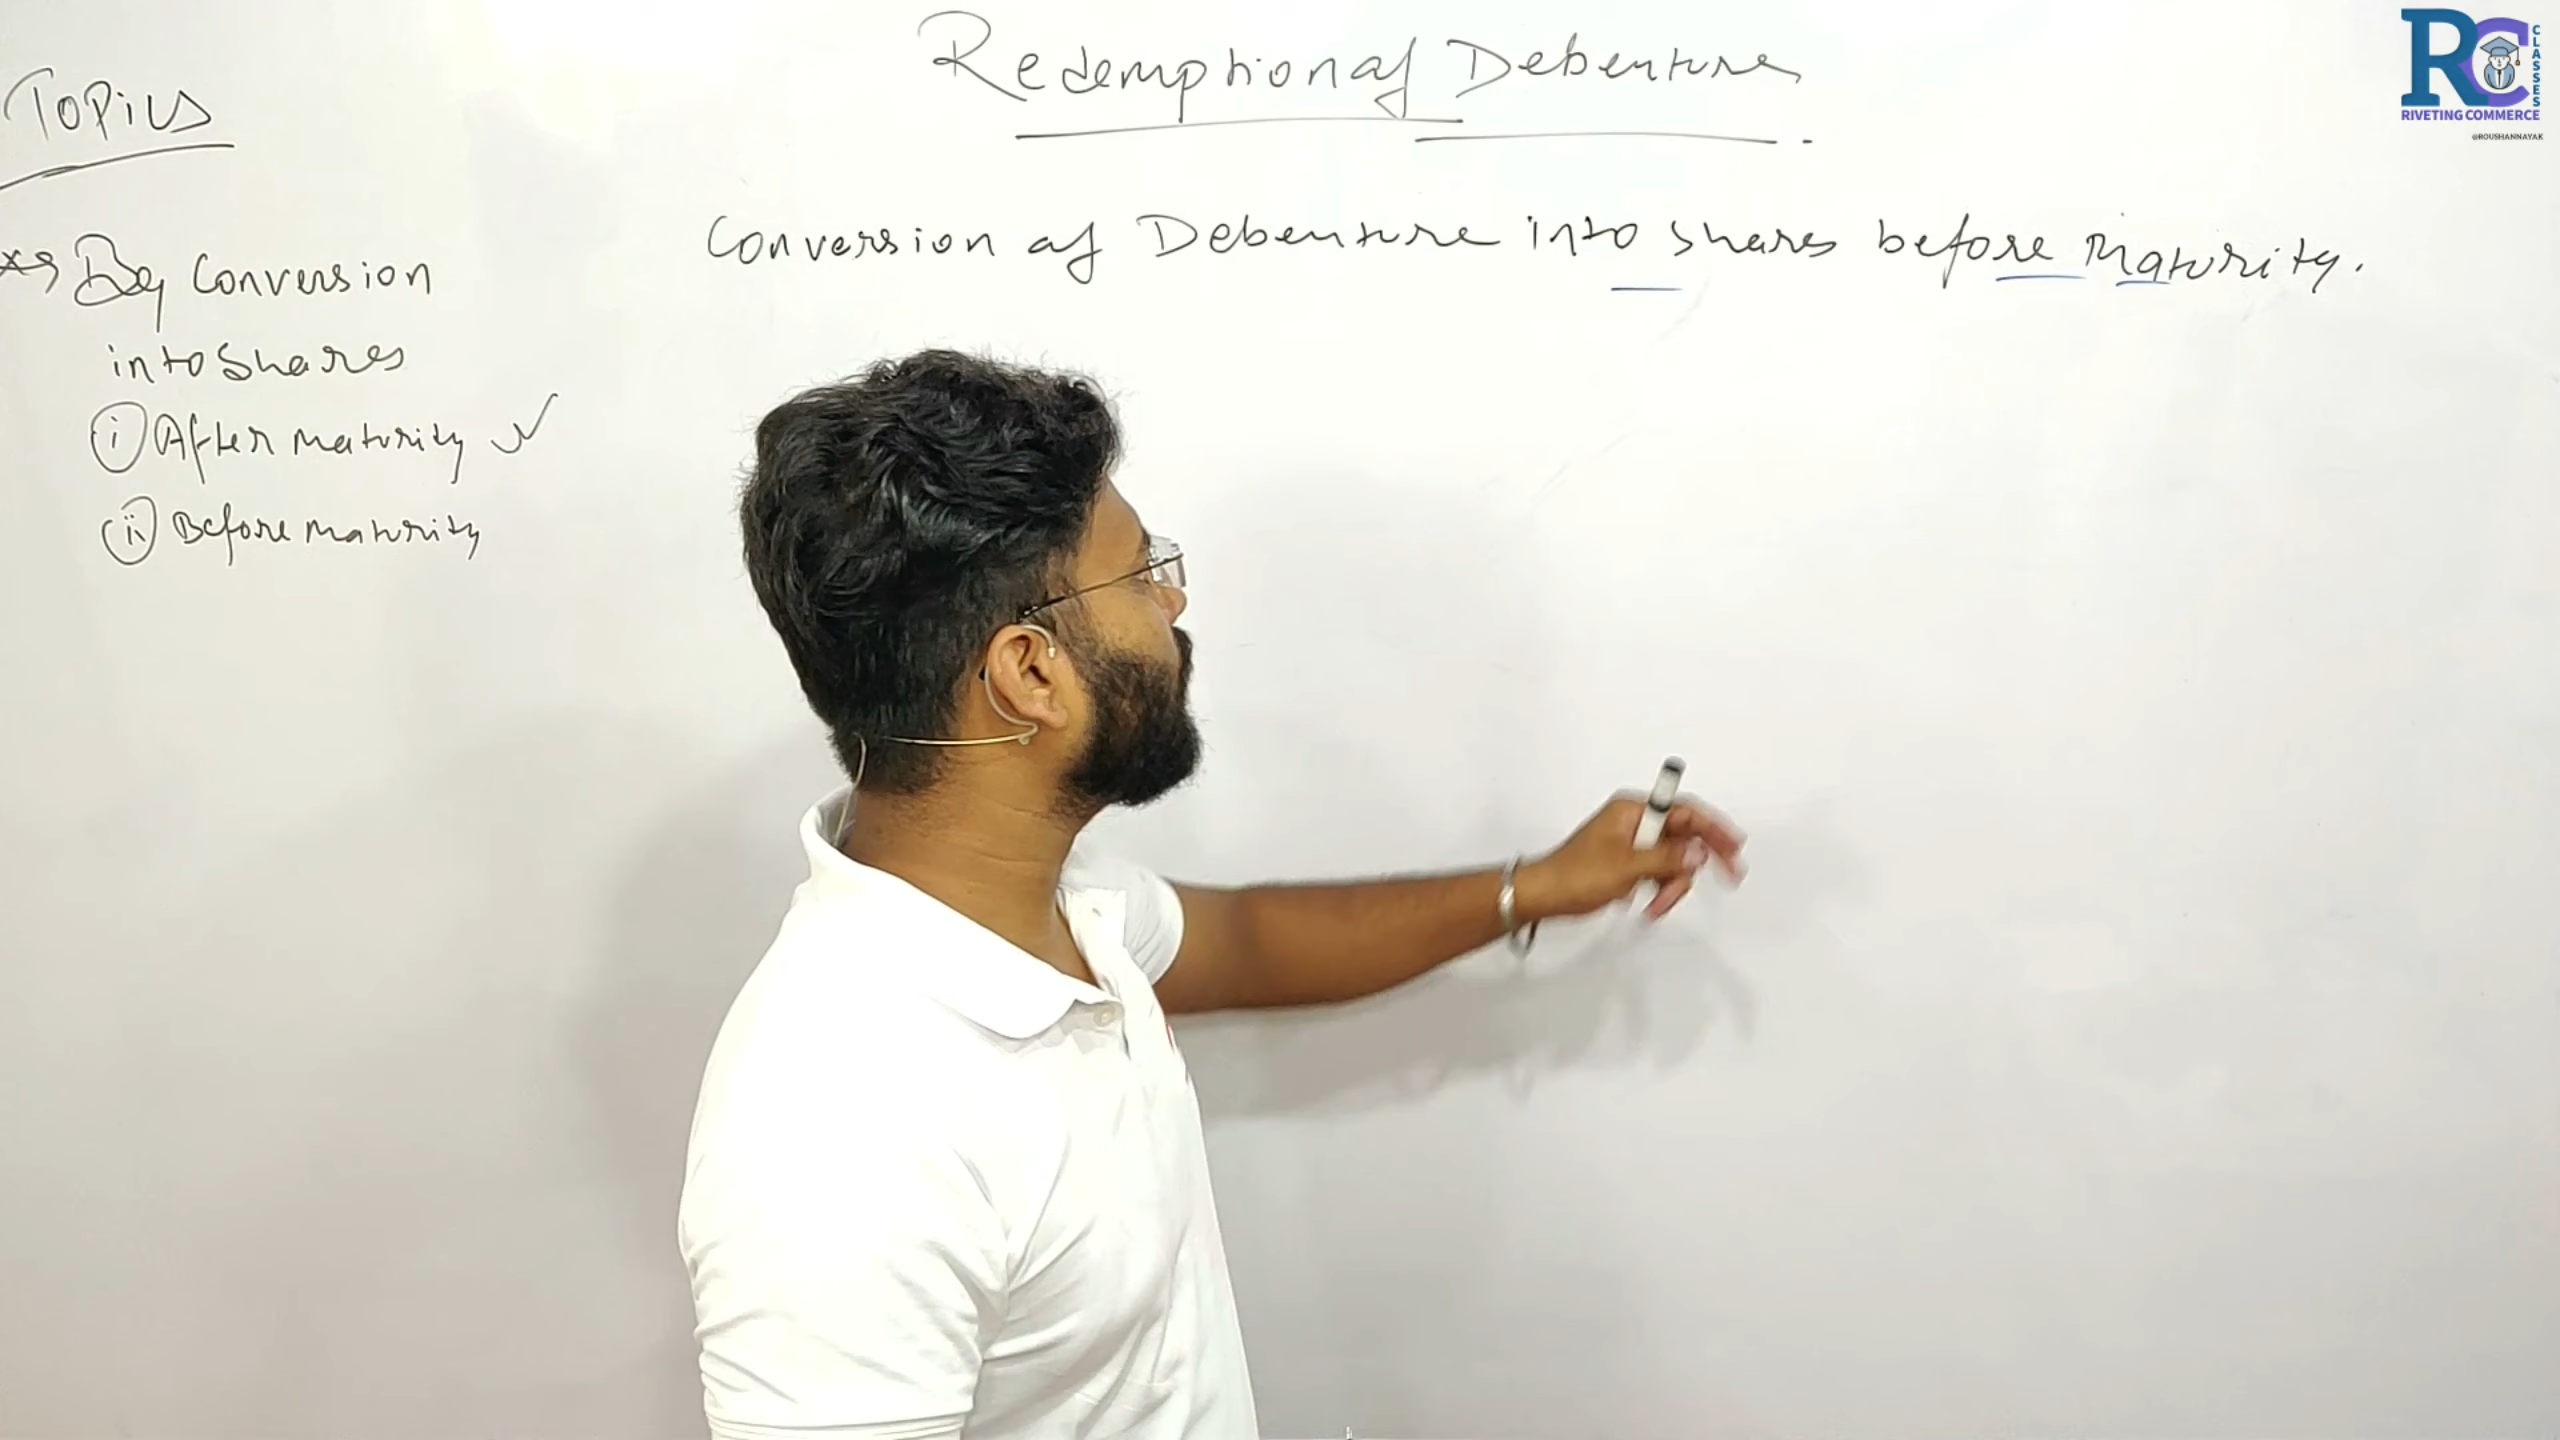 Redemption of Debentures
Topics
Conversion of Debenture into shares before Maturity.
*→ By Conversion
into Shares
(i) After maturity ✓
(ii) Before maturity
RC
CLASSES
RIVETING COMMERCE
@ROUSHANNAYAK